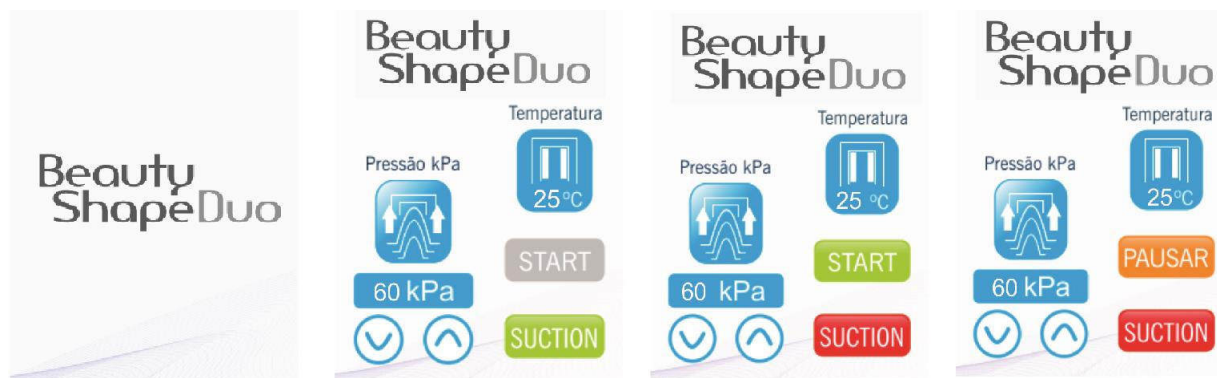 Beauty
ShapeDuo
Beauty
ShapeDuo
Temperatura
25 °C
Pressão kPa
START
60 kPa
SUCTION
Beauty
ShapeDuo
Temperatura
25 °C
Pressão kPa
START
60 kPa
SUCTION
Beauty
ShapeDuo
Temperatura
25 °C
Pressão kPa
PAUSAR
60 kPa
SUCTION